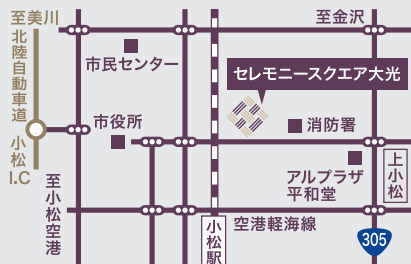 至美川
至金沢
北陸自動車道
市民センター
セレモニースクエア大光
市役所
消防署
小松
I.C
アルプラザ
平和堂
上小松
至小松空港
空港軽海線
小松駅
305